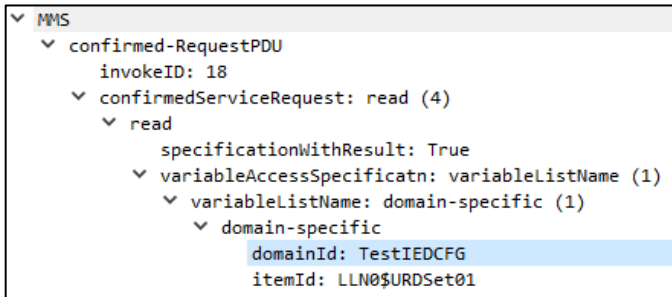 MMS
confirmed-RequestPDU
invokeID: 18
confirmedServiceRequest: read (4)
read
specificationWithResult: True
variableAccessSpecificatn: variableListName (1)
variableListName: domain-specific (1)
domain-specific
domainId: TestIEDCFG
itemId: LLN0$URDSet01